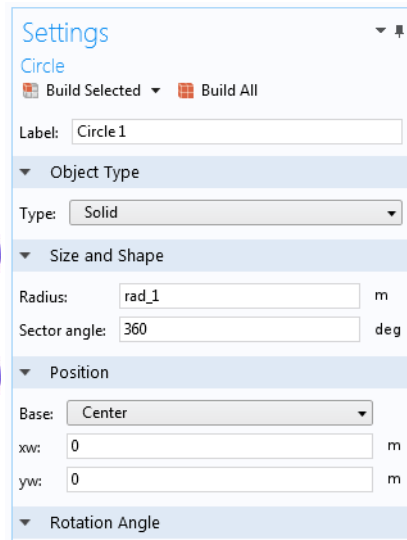 Settings
Circle
Build Selected Build All
Label: Circle 1
Object Type
Type: Solid
Size and Shape
Radius: rad_1 m
Sector angle: 360 deg
Position
Base: Center
xw: 0 m
yw: 0 m
Rotation Angle